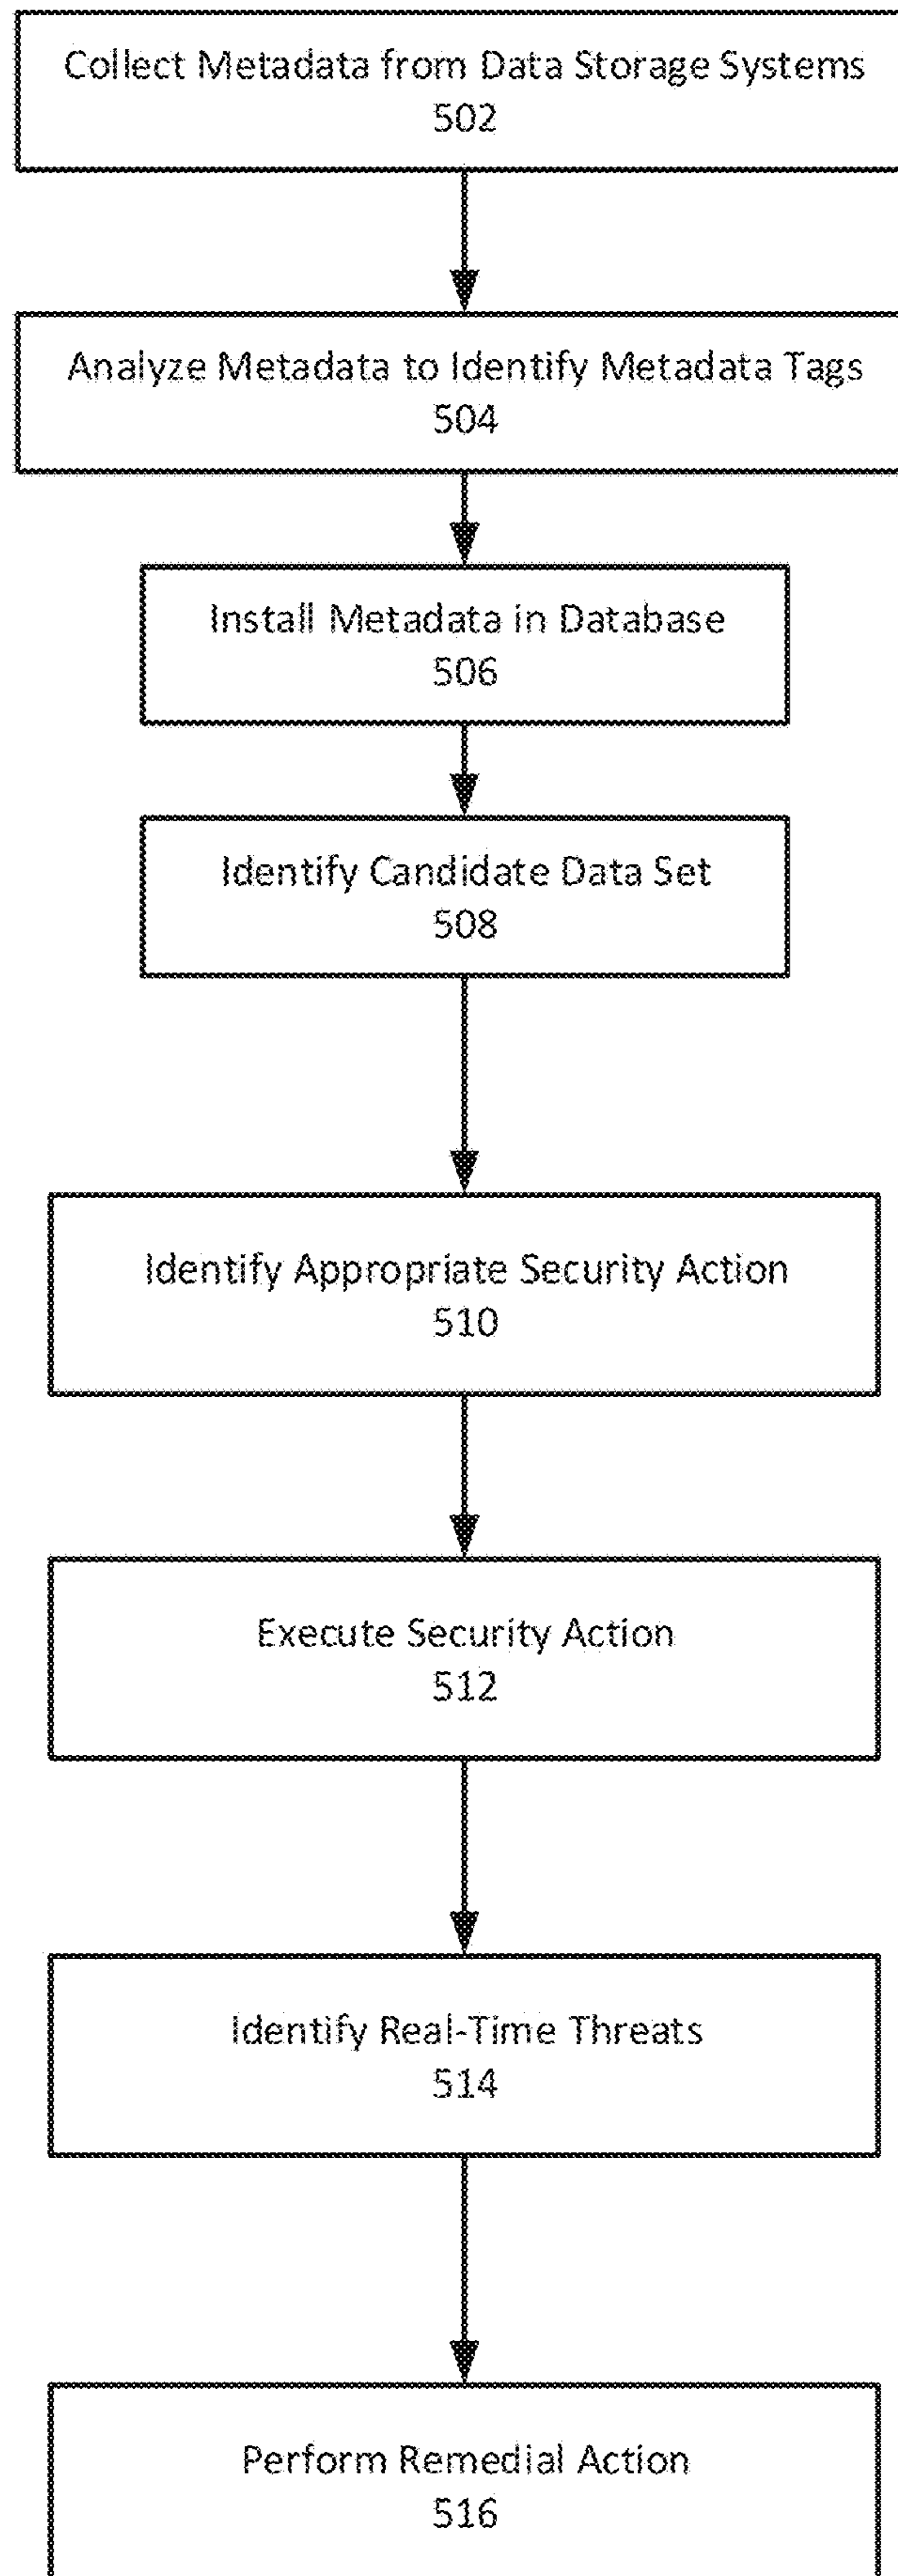 Collect Metadata from Data Storage Systems
502
Analyze Metadata to Identify Metadata Tags
504
Install Metadata in Database
506
Identify Candidate Data Set
508
Identify Appropriate Security Action
510
Execute Security Action
512
Identify Real-Time Threats
514
Perform Remedial Action
516